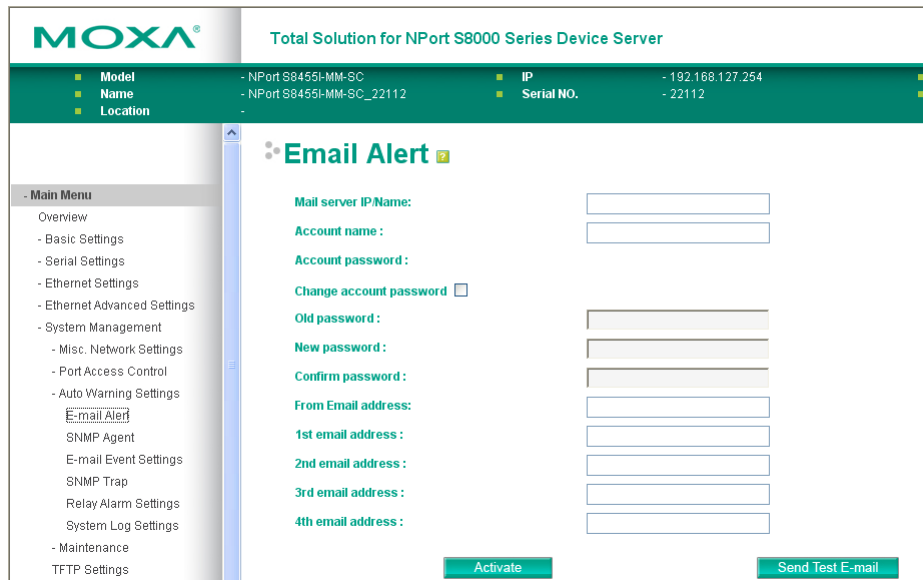 MOXA®
Total Solution for NPort S8000 Series Device Server
Model - NPort S8455I-MM-SC IP - 192.168.127.254
Name - NPort S8455I-MM-SC_22112 Serial NO. - 22112
Location -
- Main Menu
Overview
- Basic Settings
- Serial Settings
- Ethernet Settings
- Ethernet Advanced Settings
- System Management
- Misc. Network Settings
- Port Access Control
- Auto Warning Settings
E-mail Alert
SNMP Agent
E-mail Event Settings
SNMP Trap
Relay Alarm Settings
System Log Settings
- Maintenance
TFTP Settings
Email Alert ?
Mail server IP/Name:
Account name :
Account password :
Change account password
Old password :
New password :
Confirm password :
From Email address:
1st email address :
2nd email address :
3rd email address :
4th email address :
Activate
Send Test E-mail